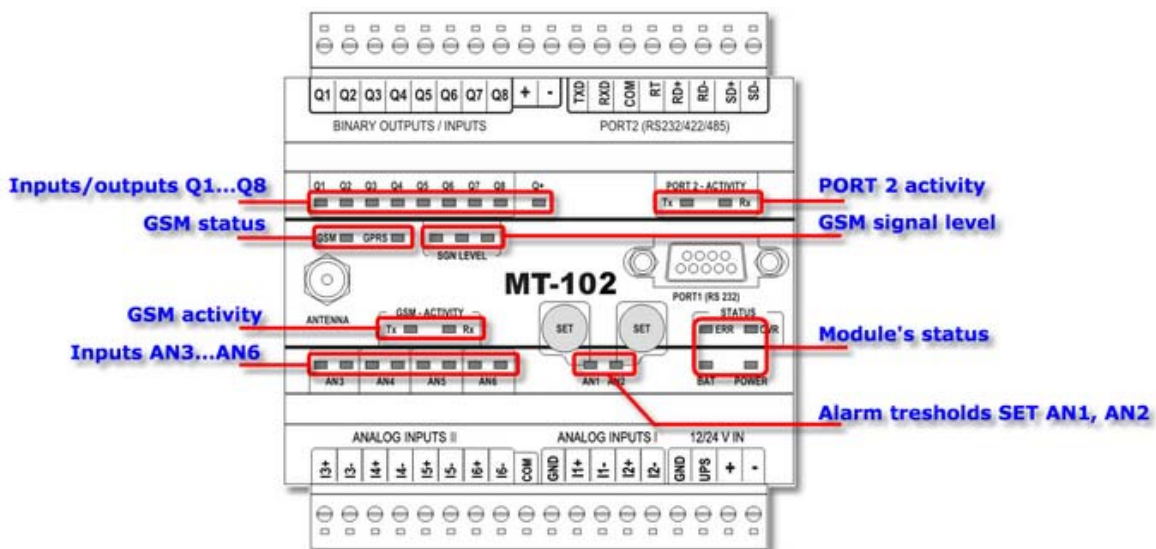 Q1 Q2 Q3 Q4 Q5 Q6 Q7 Q8 + - TXD RXD COM RT RD+ RD- SD+ SD-
BINARY OUTPUTS / INPUTS PORT2 (RS232/422/485)
Inputs/outputs Q1...Q8
Q1 Q2 Q3 Q4 Q5 Q6 Q7 Q8 Q+
PORT 2 - ACTIVITY
Tx Rx
PORT 2 activity
GSM status
GSM GPRS
SGN LEVEL
GSM signal level
MT-102
PORT1 (RS 232)
ANTENNA
GSM activity
GSM - ACTIVITY
Tx Rx
SET SET
STATUS
ERR OVR
BAT POWER
Module's status
Inputs AN3...AN6
AN3 AN4 AN5 AN6
AN1 AN2
Alarm tresholds SET AN1, AN2
ANALOG INPUTS II ANALOG INPUTS I 12/24 V IN
I3+ I3- I4+ I4- I5+ I5- I6+ I6- COM GND I1+ I1- I2+ I2- GND UPS + -